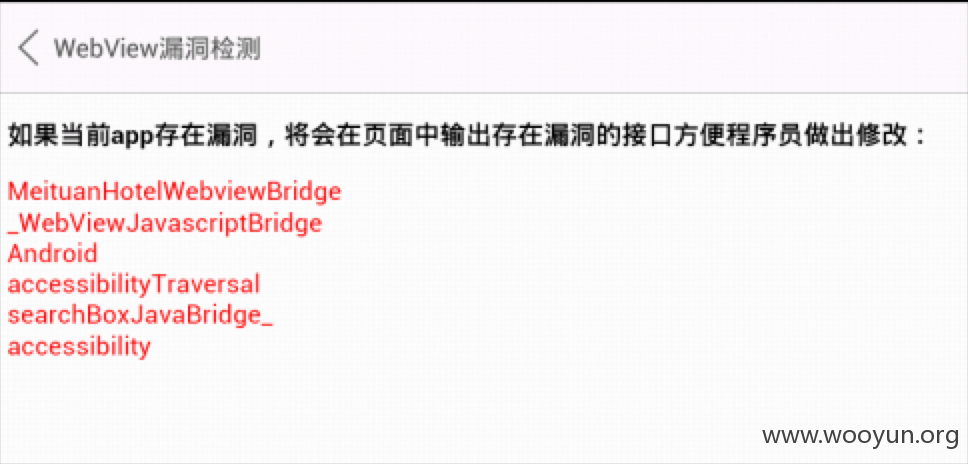 WebView漏洞检测
如果当前app存在漏洞，将会在页面中输出存在漏洞的接口方便程序员做出修改：
MeituanHotelWebviewBridge
_WebViewJavascriptBridge
Android
accessibilityTraversal
searchBoxJavaBridge_
accessibility
www.wooyun.org